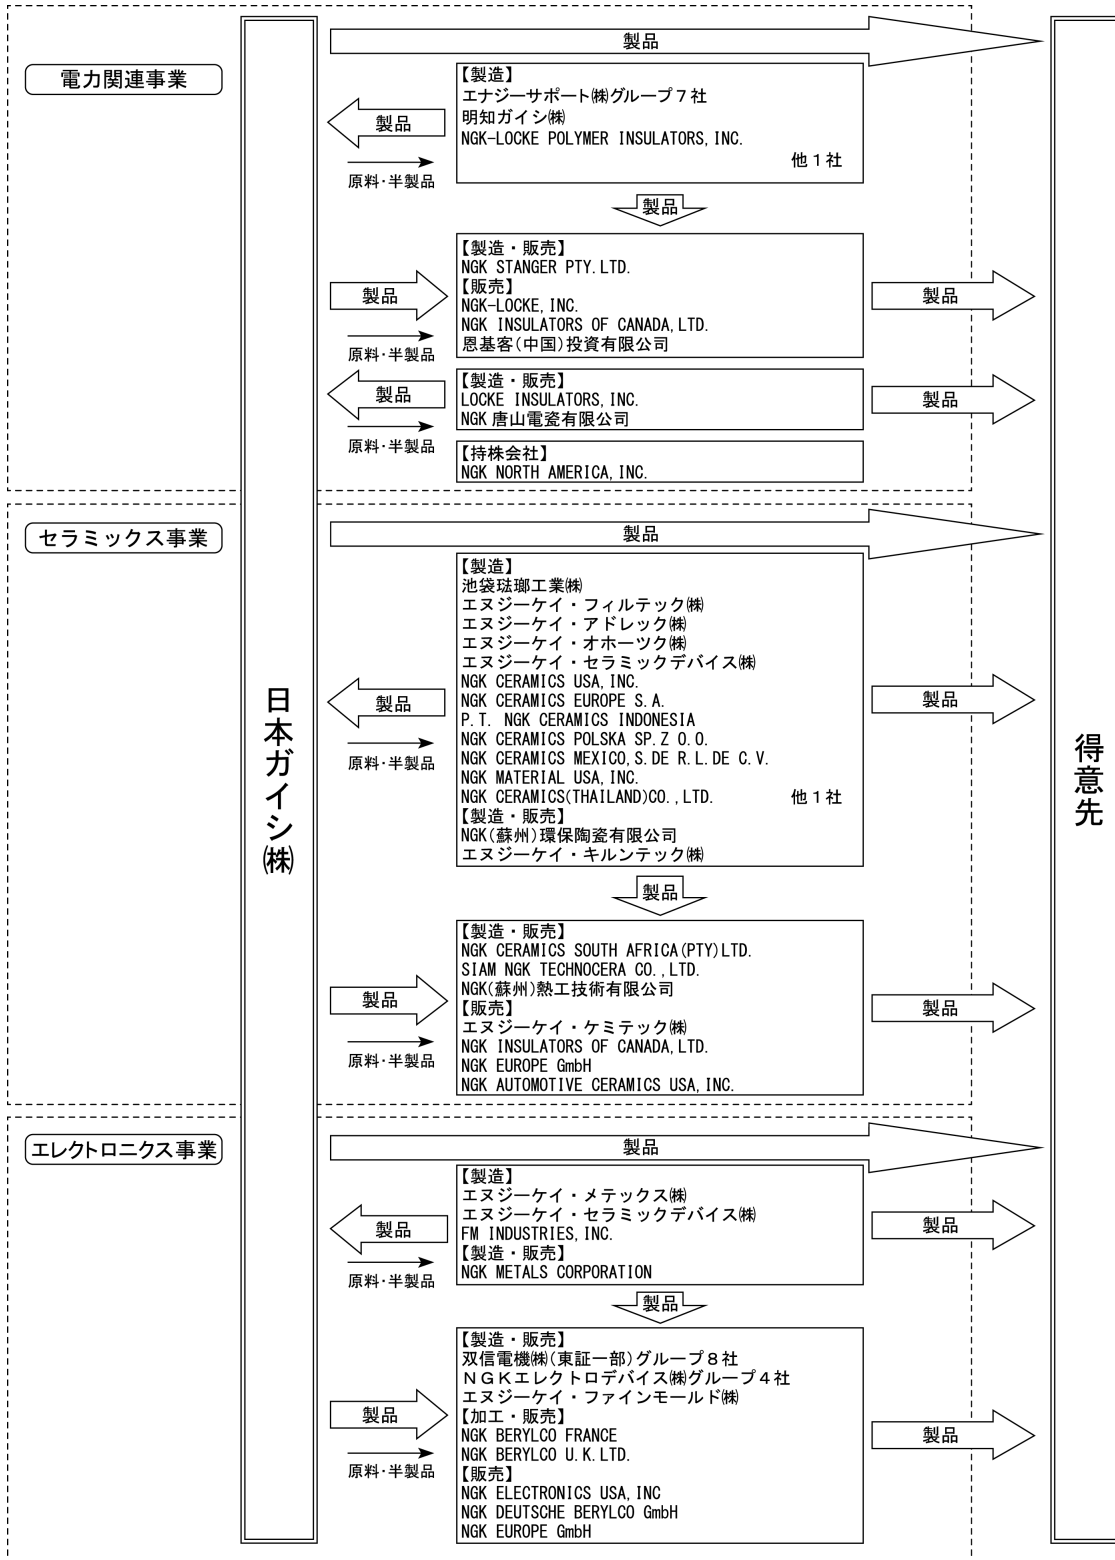 電力関連事業
日本ガイシ㈱
得意先
製品
【製造】
エナジーサポート㈱グループ7社
明知ガイシ㈱
NGK-LOCKE POLYMER INSULATORS, INC.
他1社
製品
原料・半製品
製品
【製造・販売】
NGK STANGER PTY. LTD.
【販売】
NGK-LOCKE, INC.
NGK INSULATORS OF CANADA, LTD.
恩基客(中国)投資有限公司
製品
原料・半製品
製品
【製造・販売】
LOCKE INSULATORS, INC.
NGK 唐山電瓷有限公司
製品
原料・半製品
製品
【持株会社】
NGK NORTH AMERICA, INC.
セラミックス事業
製品
【製造】
池袋琺瑯工業㈱
エヌジーケイ・フィルテック㈱
エヌジーケイ・アドレック㈱
エヌジーケイ・オホーツク㈱
エヌジーケイ・セラミックデバイス㈱
NGK CERAMICS USA, INC.
NGK CERAMICS EUROPE S. A.
P. T. NGK CERAMICS INDONESIA
NGK CERAMICS POLSKA SP. Z O. O.
NGK CERAMICS MEXICO, S. DE R. L. DE C. V.
NGK MATERIAL USA, INC.
NGK CERAMICS(THAILAND)CO., LTD. 他1社
【製造・販売】
NGK(蘇州)環保陶瓷有限公司
エヌジーケイ・キルンテック㈱
製品
原料・半製品
製品
製品
【製造・販売】
NGK CERAMICS SOUTH AFRICA(PTY)LTD.
SIAM NGK TECHNOCERA CO., LTD.
NGK(蘇州)熱工技術有限公司
【販売】
エヌジーケイ・ケミテック㈱
NGK INSULATORS OF CANADA, LTD.
NGK EUROPE GmbH
NGK AUTOMOTIVE CERAMICS USA, INC.
製品
原料・半製品
製品
エレクトロニクス事業
製品
【製造】
エヌジーケイ・メテックス㈱
エヌジーケイ・セラミックデバイス㈱
FM INDUSTRIES, INC.
【製造・販売】
NGK METALS CORPORATION
製品
原料・半製品
製品
製品
【製造・販売】
双信電機㈱(東証一部)グループ8社
NGKエレクトロデバイス㈱グループ4社
エヌジーケイ・ファインモールド㈱
【加工・販売】
NGK BERYLCO FRANCE
NGK BERYLCO U. K. LTD.
【販売】
NGK ELECTRONICS USA, INC
NGK DEUTSCHE BERYLCO GmbH
NGK EUROPE GmbH
製品
原料・半製品
製品